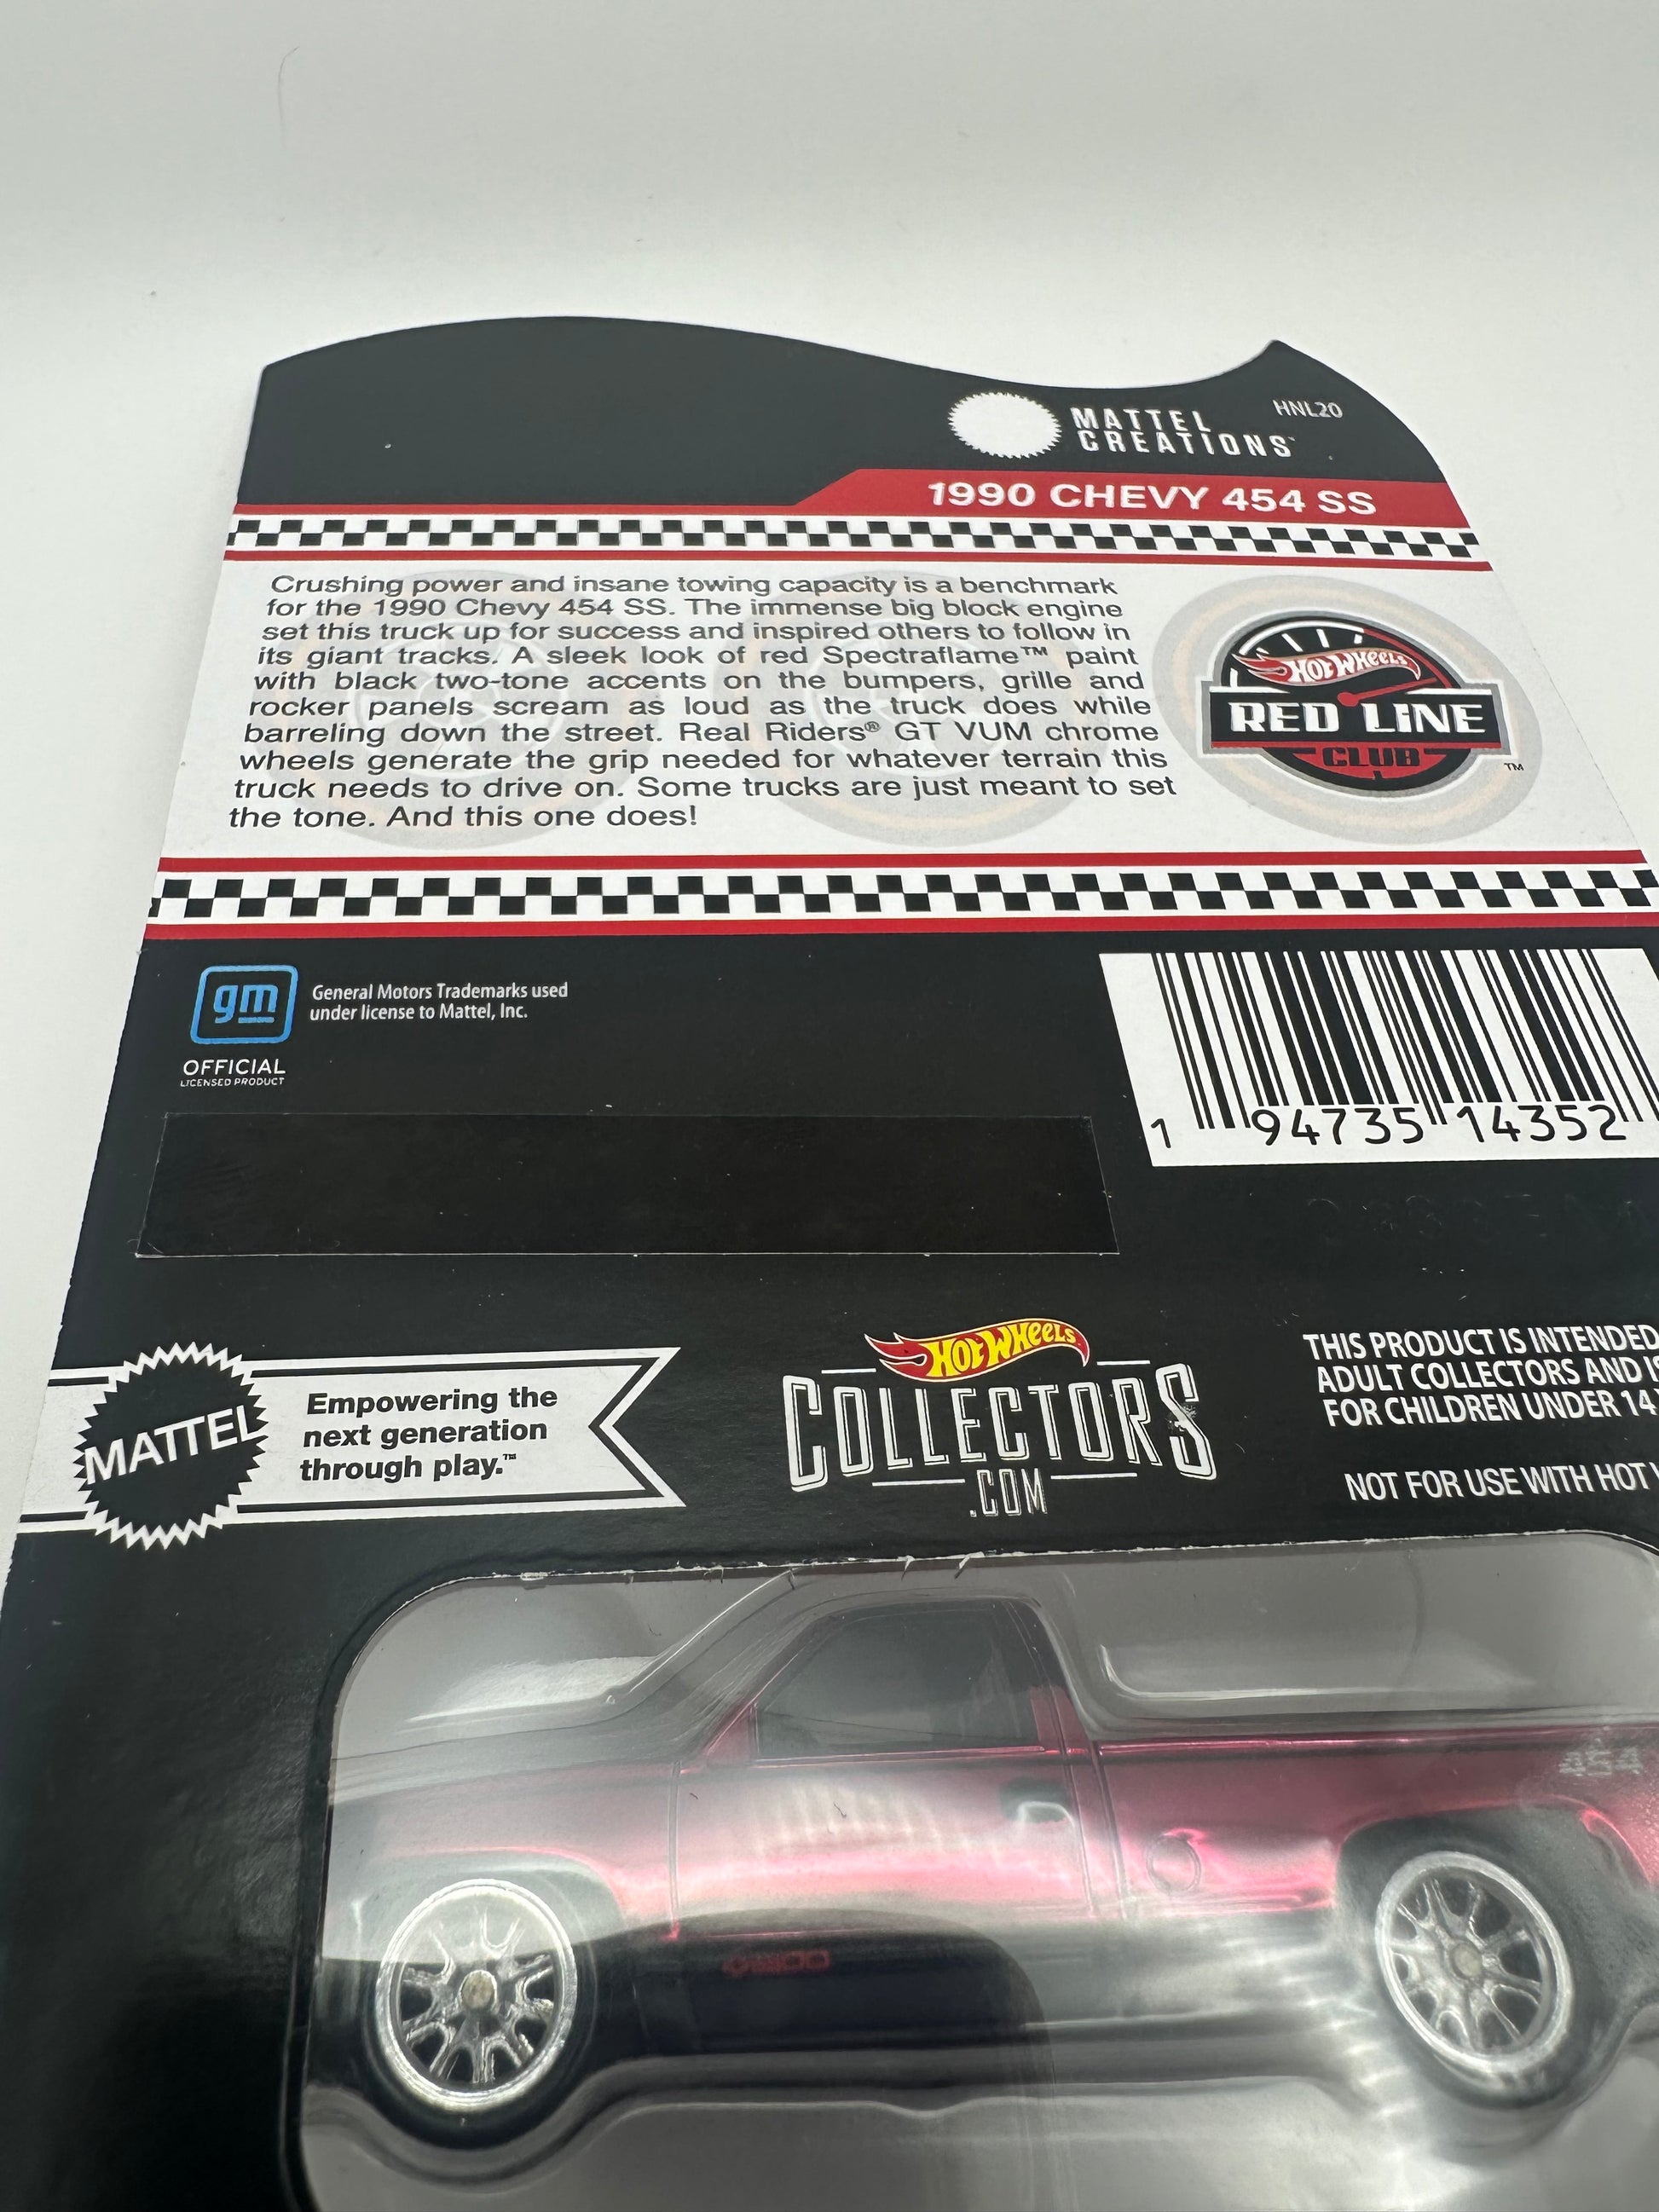 MATTEL
CREATIONS™
HNL20
1990 CHEVY 454 SS
Crushing power and insane towing capacity is a benchmark
for the 1990 Chevy 454 SS. The immense big block engine
set this truck up for success and inspired others to follow in
its giant tracks. A sleek look of red Spectraflame™ paint
with black two-tone accents on the bumpers, grille and
rocker panels scream as loud as the truck does while
barreling down the street. Real Riders® GT VUM chrome
wheels generate the grip needed for whatever terrain this
truck needs to drive on. Some trucks are just meant to set
the tone. And this one does!
HOT WHEELS
RED LINE
CLUB
™
gm
OFFICIAL
LICENSED PRODUCT
General Motors Trademarks used
under license to Mattel, Inc.
1 94735 14352
MATTEL
Empowering the
next generation
through play.™
HOT WHEELS
COLLECTORS
.COM
THIS PRODUCT IS INTENDED
ADULT COLLECTORS AND IS
FOR CHILDREN UNDER 14
NOT FOR USE WITH HOT
454